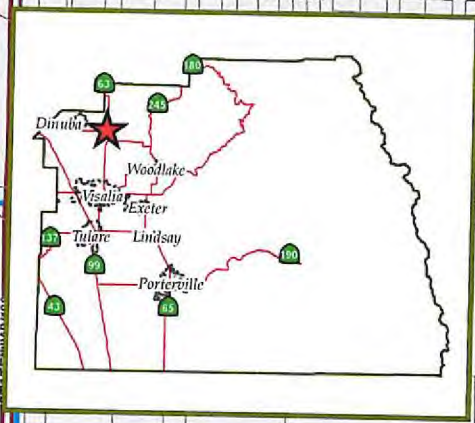 180
63
245
Dinuba
Woodlake
Visalia
Exeter
137
Tulare
Lindsay
99
190
Porterville
43
65